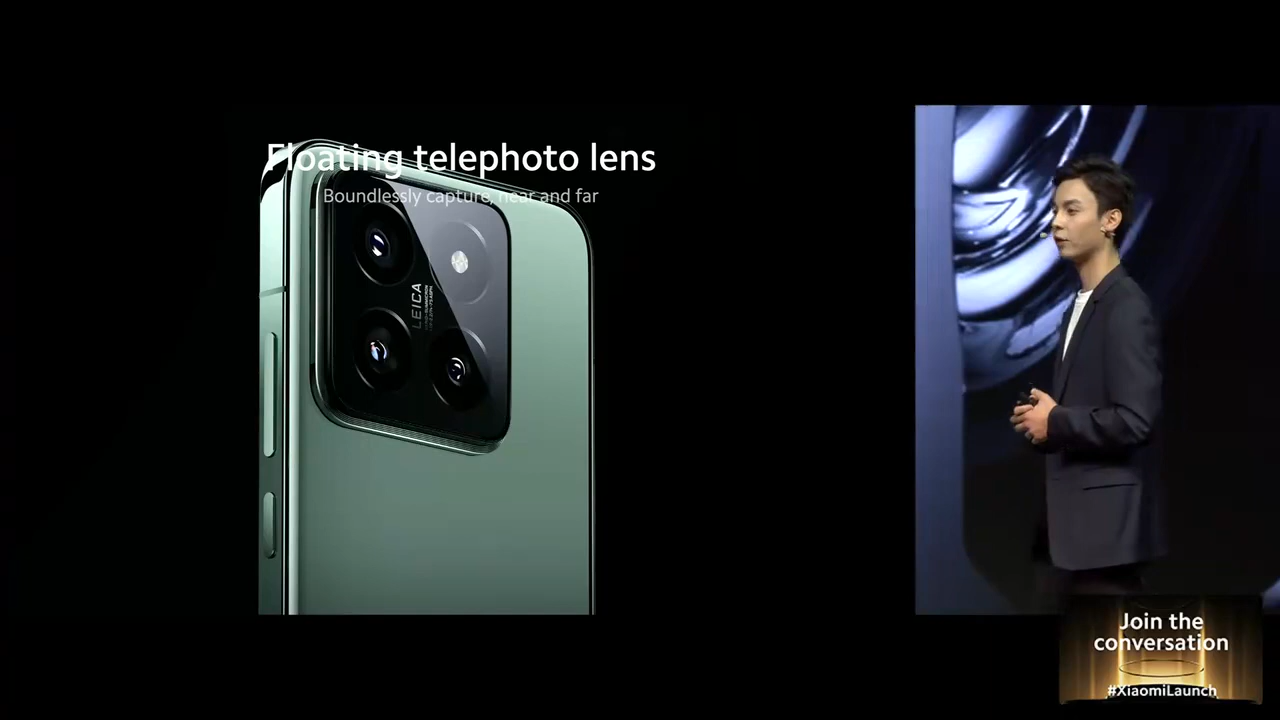 Floating telephoto lens
Boundlessly capture, near and far
LEICA
Join the
conversation
#XiaomiLaunch